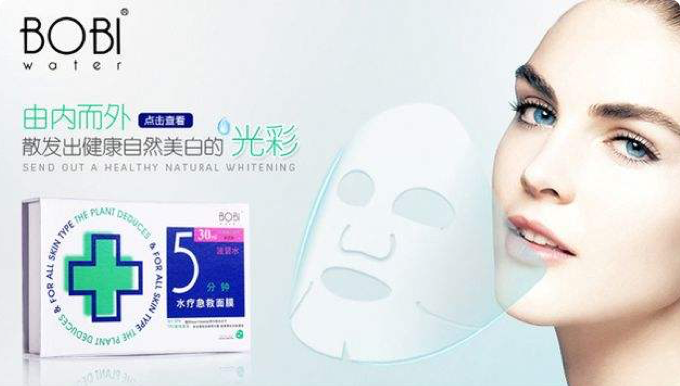 BOBI®
water
由内而外
点击查看
散发出健康自然美白的光彩
SEND OUT A HEALTHY NATURAL WHITENING
THE PLANT DEDUCES & FOR ALL SKIN TYPE THE PLANT DEDUCES & FOR ALL SKIN TYPE
BOBI
water
30
5
分钟
水疗急救面膜